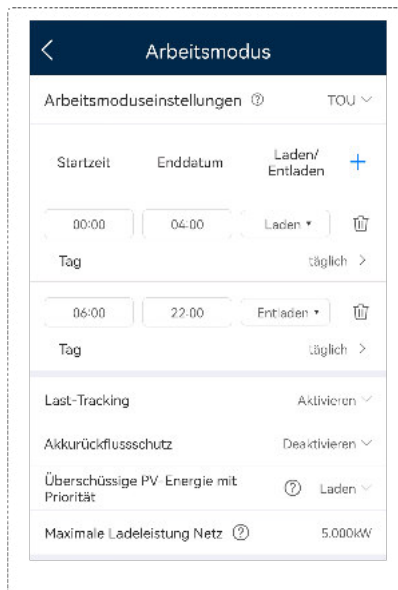 Arbeitsmodus
Arbeitsmoduseinstellungen ? TOU
Startzeit Enddatum Laden/ Entladen +
00:00 04:00 Laden
Tag täglich >
06:00 22:00 Entladen
Tag täglich >
Last-Tracking Aktivieren
Akkurückflussschutz Deaktivieren
Überschüssige PV-Energie mit Priorität ? Laden
Maximale Ladeleistung Netz ? 5.000kW